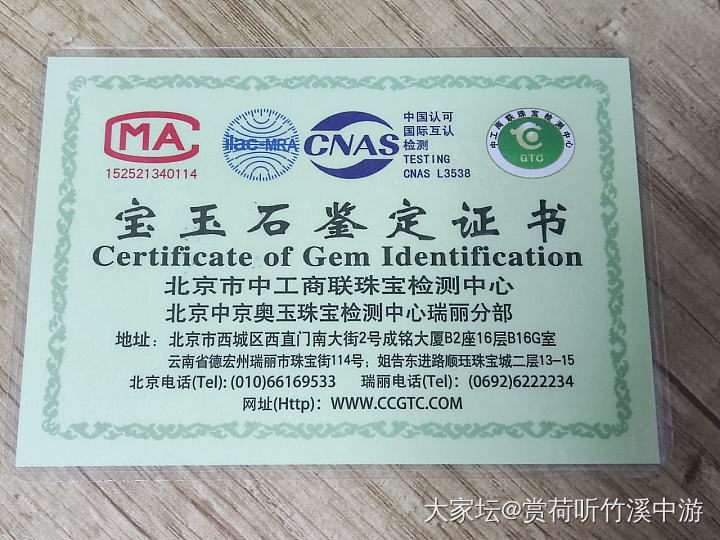 MA
152521340114
ilac-MRA
CNAS
中国认可
国际互认
检测
TESTING
CNAS L3538
中工商联珠宝检测中心
GTC
宝玉石鉴定证书
Certificate of Gem Identification
北京市中工商联珠宝检测中心
北京中京奥玉珠宝检测中心瑞丽分部
地址：北京市西城区西直门南大街2号成铭大厦B2座16层B16G室
云南省德宏州瑞丽市珠宝街114号；姐告东进路顺珏珠宝城二层13-15
北京电话(Tel): (010)66169533 瑞丽电话(Tel): (0692)6222234
网址(Http): WWW.CCGTC.COM
大家坛@赏荷听竹溪中游